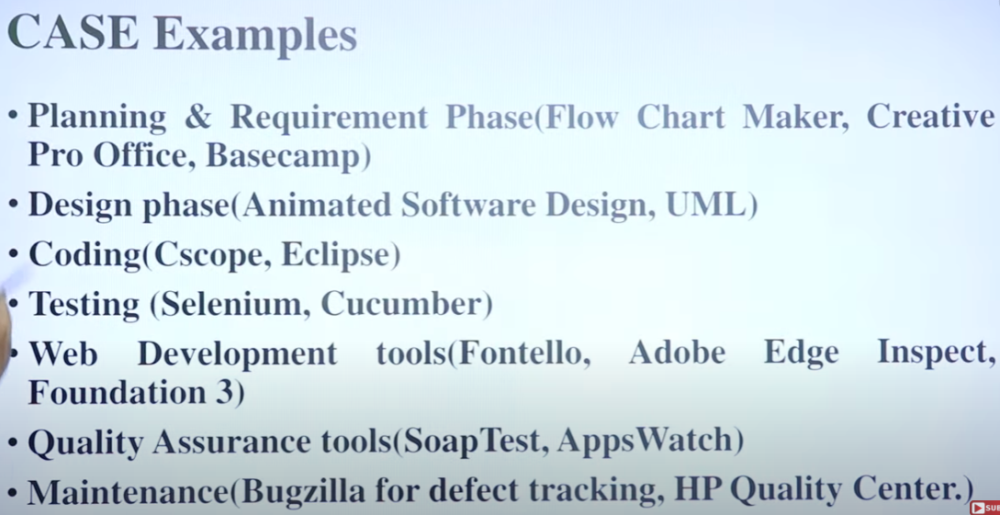 CASE Examples
• Planning & Requirement Phase(Flow Chart Maker, Creative
Pro Office, Basecamp)
• Design phase(Animated Software Design, UML)
• Coding(Cscope, Eclipse)
• Testing (Selenium, Cucumber)
• Web Development tools(Fontello, Adobe Edge Inspect,
Foundation 3)
• Quality Assurance tools(SoapTest, AppsWatch)
• Maintenance(Bugzilla for defect tracking, HP Quality Center.)
SUB